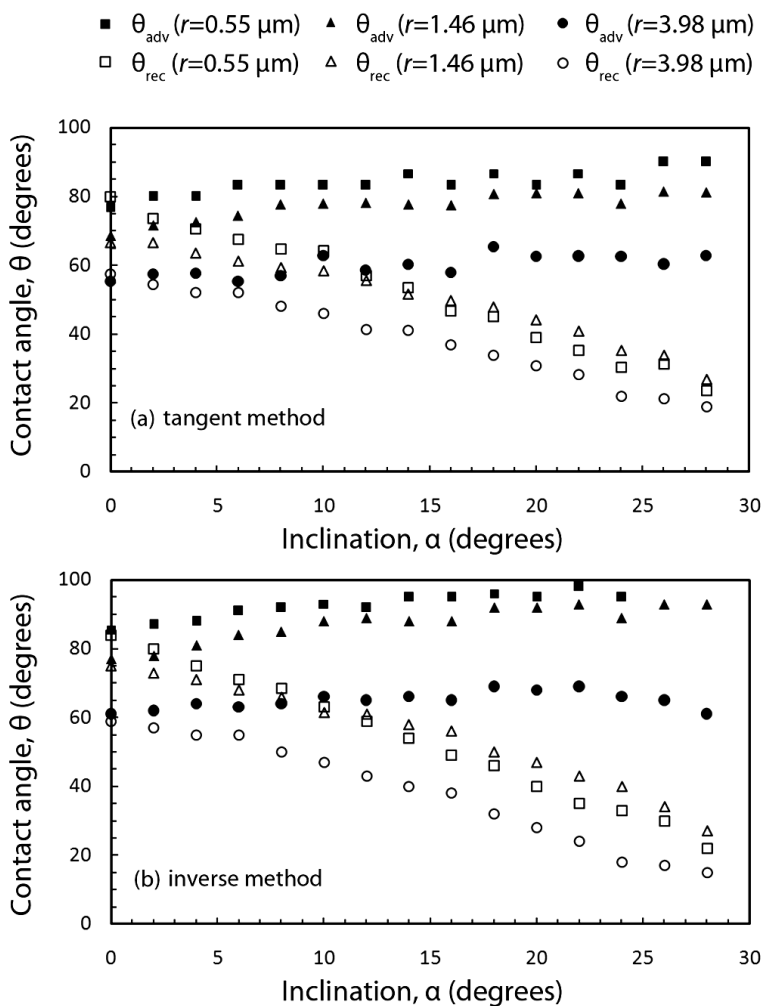 ■ θadv (r=0.55 µm) ▲ θadv (r=1.46 µm) ● θadv (r=3.98 µm)
□ θrec (r=0.55 µm) △ θrec (r=1.46 µm) ○ θrec (r=3.98 µm)
100
80
60
40
20
0
Contact angle, θ (degrees)
(a) tangent method
0 5 10 15 20 25 30
Inclination, α (degrees)
100
80
60
40
20
0
Contact angle, θ (degrees)
(b) inverse method
0 5 10 15 20 25 30
Inclination, α (degrees)